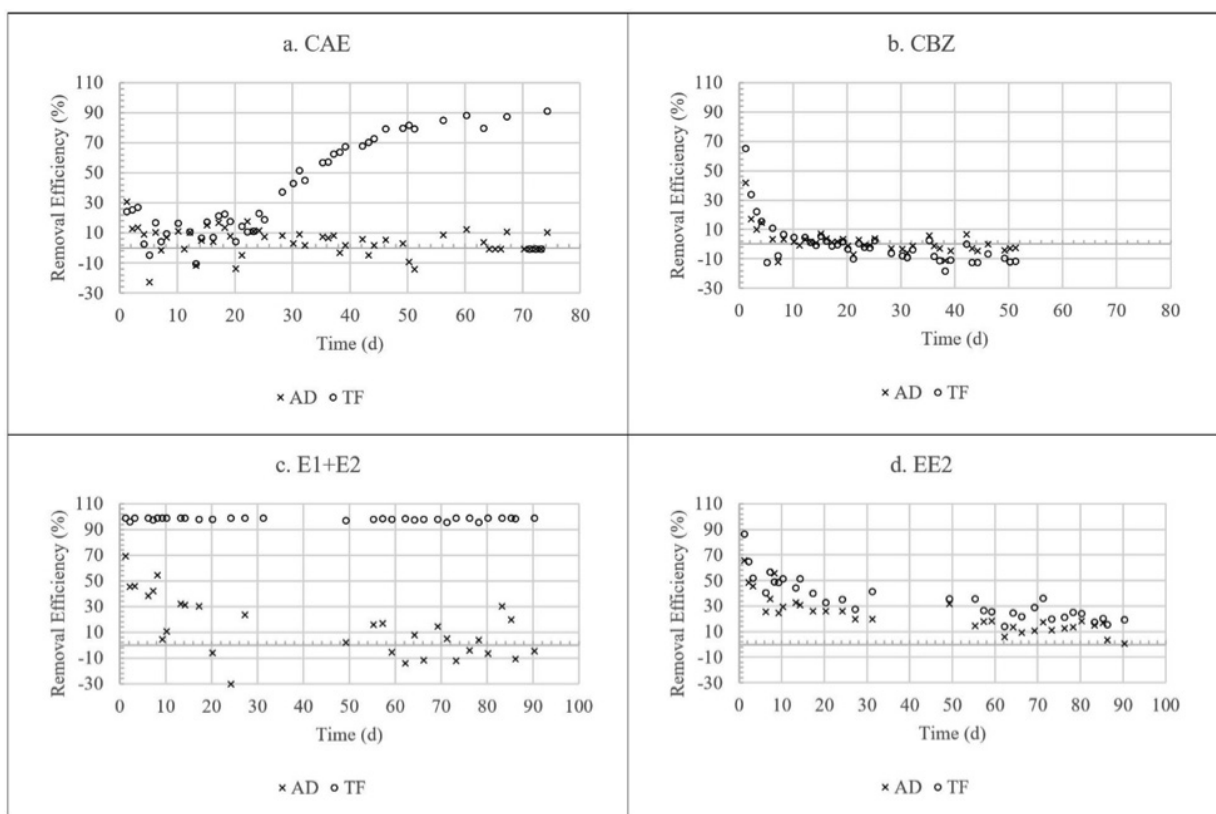 a. CAE
Removal Efficiency (%)
110
90
70
50
30
10
-10
-30
0 10 20 30 40 50 60 70 80
Time (d)
× AD ○ TF
b. CBZ
Removal Efficiency (%)
110
90
70
50
30
10
-10
-30
0 10 20 30 40 50 60 70 80 90 100
Time (d)
× AD ○ TF
c. E1+E2
Removal Efficiency (%)
110
90
70
50
30
10
-10
-30
0 10 20 30 40 50 60 70 80 90 100
Time (d)
× AD ○ TF
d. EE2
Removal Efficiency (%)
110
90
70
50
30
10
-10
-30
0 10 20 30 40 50 60 70 80 90 100
Time (d)
× AD ○ TF